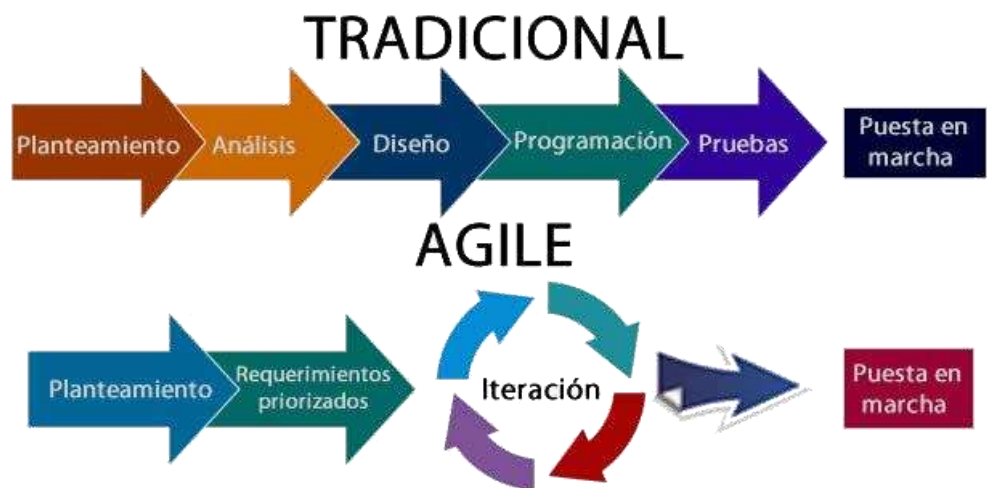 TRADICIONAL
Planteamiento
Análisis
Diseño
Programación
Pruebas
Puesta en
marcha
AGILE
Planteamiento
Requerimientos
priorizados
Iteración
Puesta en
marcha